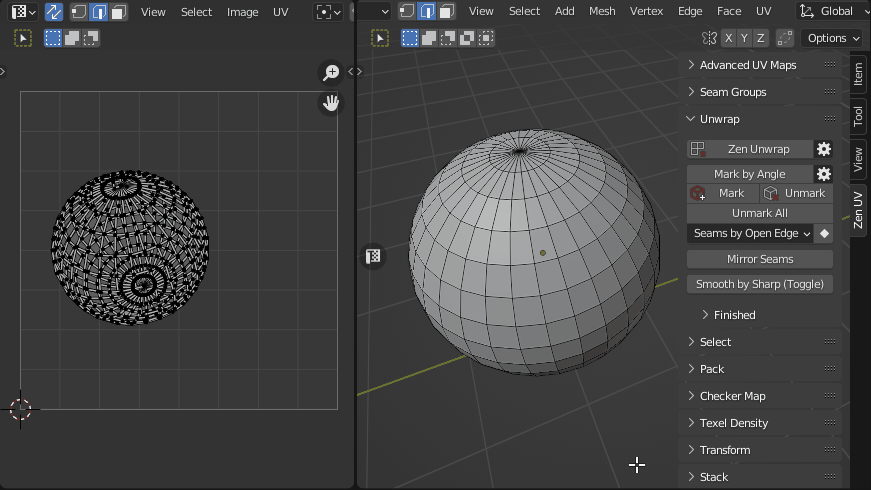 View Select Image UV
View Select Add Mesh Vertex Edge Face UV Global
X Y Z Options
Advanced UV Maps
Seam Groups
Unwrap
Zen Unwrap
Mark by Angle
Mark Unmark
Unmark All
Seams by Open Edge
Mirror Seams
Smooth by Sharp (Toggle)
Finished
Select
Pack
Checker Map
Texel Density
Transform
Stack
Item
Tool
View
Zen UV